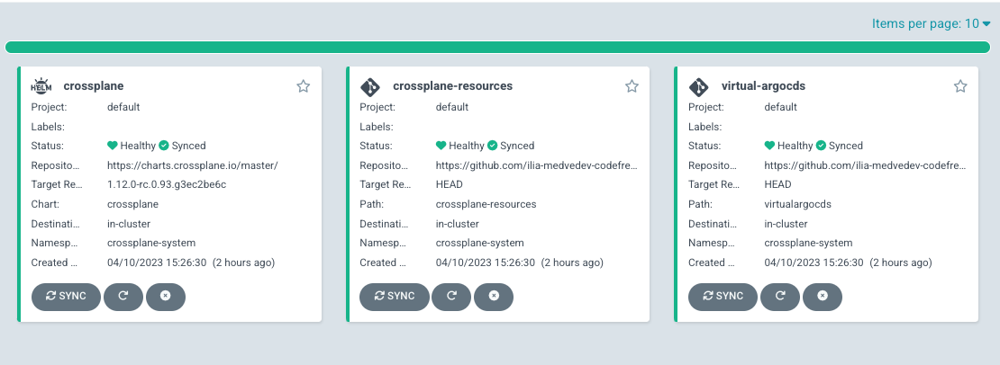 Items per page: 10
HELM crossplane
Project: default
Labels:
Status: Healthy Synced
Reposito... https://charts.crossplane.io/master/
Target Re... 1.12.0-rc.0.93.g3ec2be6c
Chart: crossplane
Destinati... in-cluster
Namesp... crossplane-system
Created ... 04/10/2023 15:26:30 (2 hours ago)
SYNC
crossplane-resources
Project: default
Labels:
Status: Healthy Synced
Reposito... https://github.com/ilia-medvedev-codefre...
Target Re... HEAD
Path: crossplane-resources
Destinati... in-cluster
Namesp... crossplane-system
Created ... 04/10/2023 15:26:30 (2 hours ago)
SYNC
virtual-argocds
Project: default
Labels:
Status: Healthy Synced
Reposito... https://github.com/ilia-medvedev-codefre...
Target Re... HEAD
Path: virtualargocds
Destinati... in-cluster
Namesp... crossplane-system
Created ... 04/10/2023 15:26:30 (2 hours ago)
SYNC